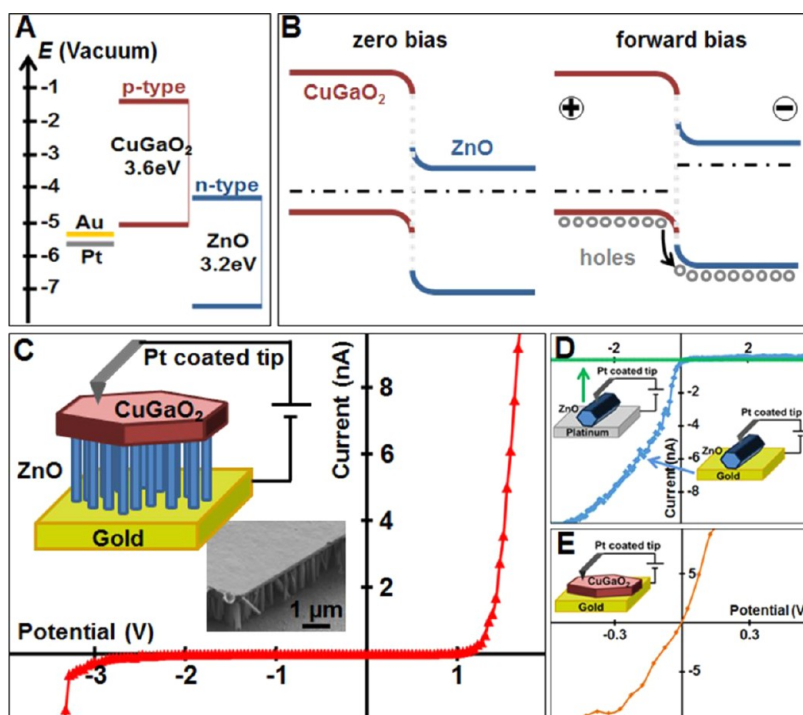 A
E (Vacuum)
-1
-2
-3
-4
-5
-6
-7
p-type
CuGaO₂
3.6eV
n-type
Au
Pt
ZnO
3.2eV
B
zero bias
forward bias
CuGaO₂
ZnO
holes
C
Pt coated tip
CuGaO₂
ZnO
Gold
1 µm
Current (nA)
8
6
4
2
Potential (V)
-3
-2
-1
1
D
-2
2
Pt coated tip
ZnO
Platinum
Pt coated tip
ZnO
Gold
-2
-4
-6
-8
Current (nA)
E
Pt coated tip
CuGaO₂
Gold
5
Potential (V)
-0.3
0.3
-5